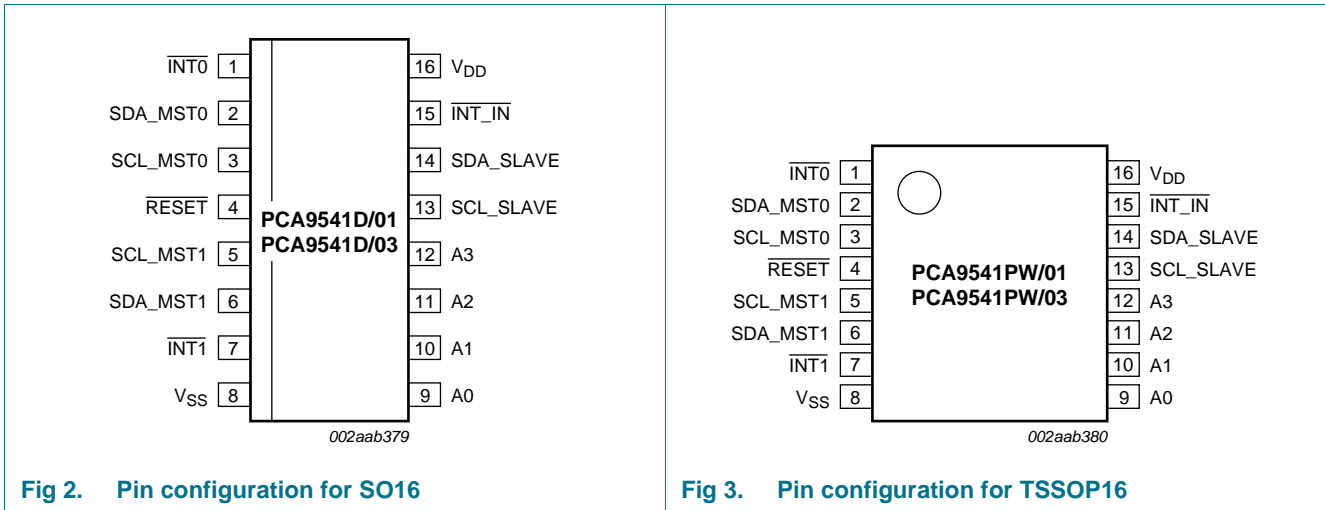 INT0 1 16 VDD
SDA_MST0 2 15 INT_IN
SCL_MST0 3 14 SDA_SLAVE
RESET 4 13 SCL_SLAVE
PCA9541D/01
PCA9541D/03
SCL_MST1 5 12 A3
SDA_MST1 6 11 A2
INT1 7 10 A1
VSS 8 9 A0
002aab379
Fig 2. Pin configuration for SO16
INT0 1 16 VDD
SDA_MST0 2 15 INT_IN
SCL_MST0 3 14 SDA_SLAVE
RESET 4 13 SCL_SLAVE
PCA9541PW/01
PCA9541PW/03
SCL_MST1 5 12 A3
SDA_MST1 6 11 A2
INT1 7 10 A1
VSS 8 9 A0
002aab380
Fig 3. Pin configuration for TSSOP16